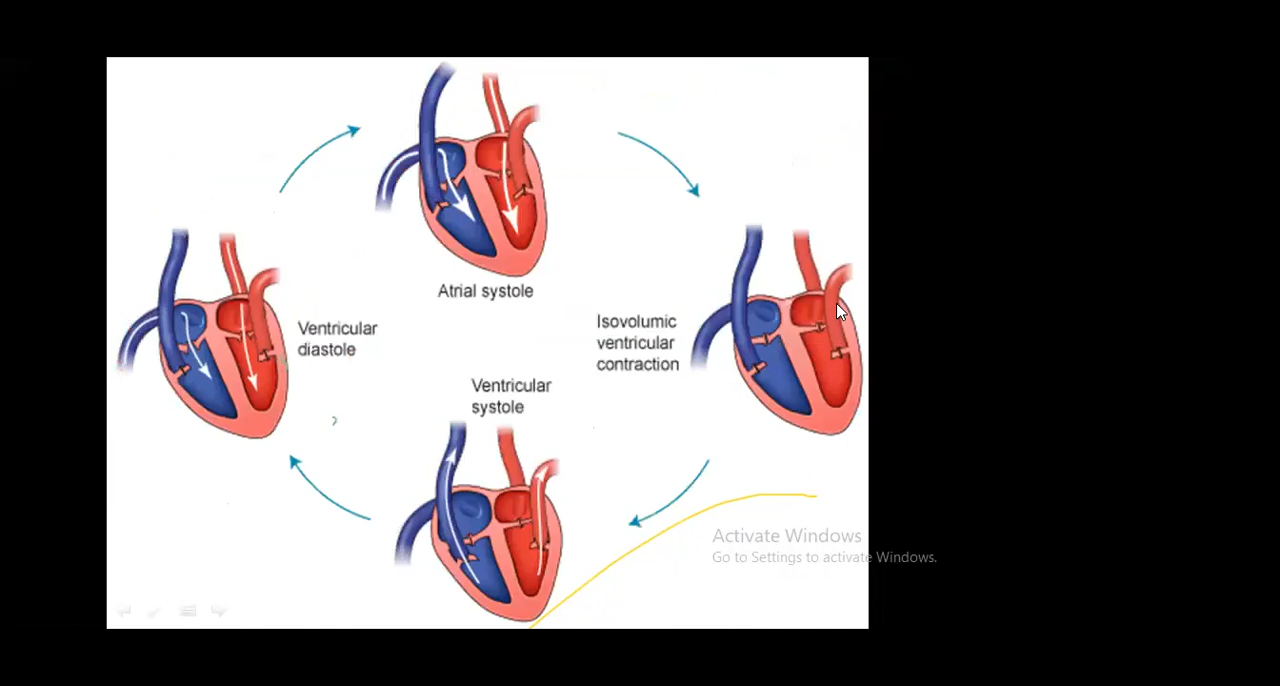 Atrial systole
Ventricular
diastole
Isovolumic
ventricular
contraction
Ventricular
systole
Activate Windows
Go to Settings to activate Windows.